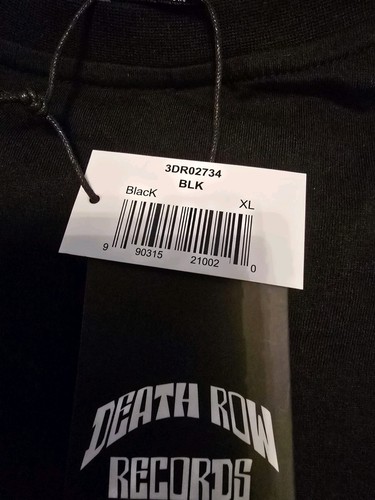 3DR02734
BLK
BlacK XL
9 90315 21002 0
DEATH ROW
RECORDS